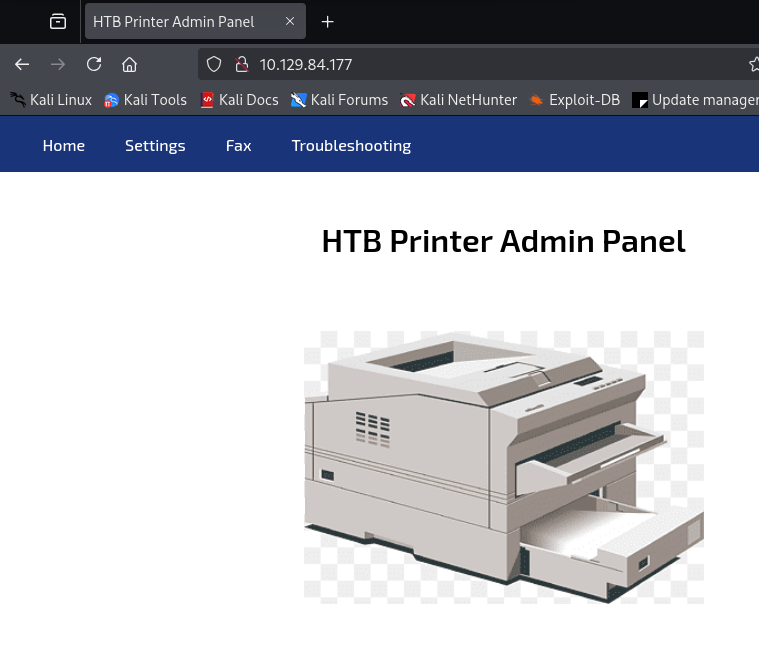 HTB Printer Admin Panel
10.129.84.177
Kali Linux Kali Tools Kali Docs Kali Forums Kali NetHunter Exploit-DB Update manager
Home Settings Fax Troubleshooting
HTB Printer Admin Panel